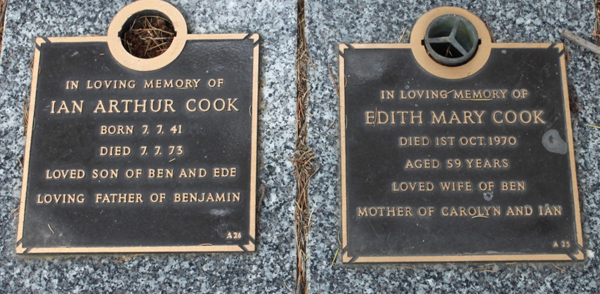 IN LOVING MEMORY OF
IAN ARTHUR COOK
BORN 7. 7. 41
DIED 7. 7. 73
LOVED SON OF BEN AND EDE
LOVING FATHER OF BENJAMIN
A 26
IN LOVING MEMORY OF
EDITH MARY COOK
DIED 1ST OCT. 1970
AGED 59 YEARS
LOVED WIFE OF BEN
MOTHER OF CAROLYN AND IAN
A 25